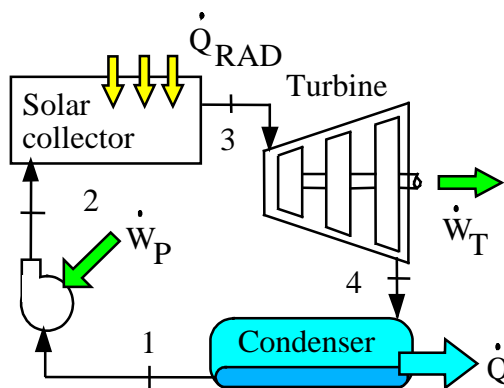 Q̇RAD
Turbine
Solar
collector
3
2
ẆP
ẆT
4
Condenser
1
Q̇